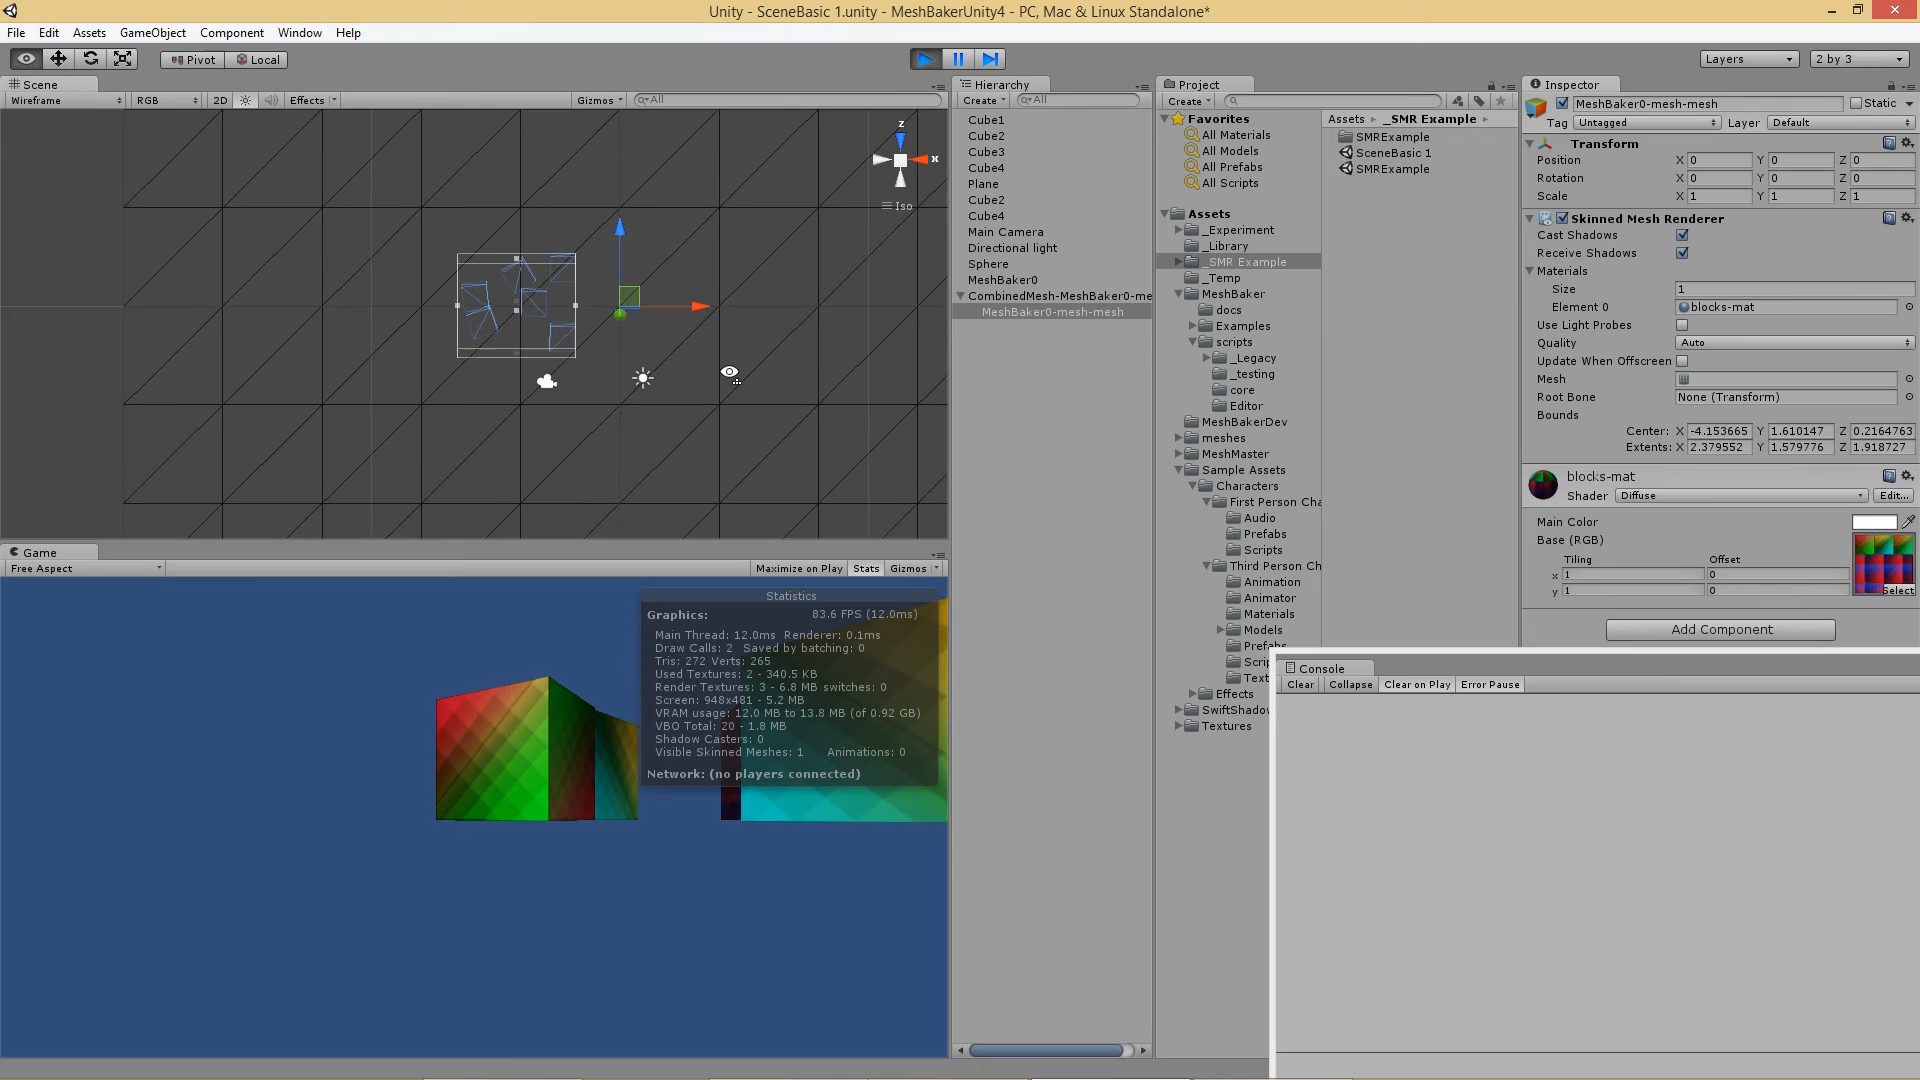 Unity - SceneBasic 1.unity - MeshBakerUnity4 - PC, Mac & Linux Standalone*
File Edit Assets GameObject Component Window Help
Pivot Local
Layers 2 by 3
Scene
Wireframe RGB 2D Effects Gizmos All
z
x
Iso
Game
Free Aspect Maximize on Play Stats Gizmos
Statistics
Graphics: 83.6 FPS (12.0ms)
Main Thread: 12.0ms Renderer: 0.1ms
Draw Calls: 2 Saved by batching: 0
Tris: 272 Verts: 265
Used Textures: 2 - 340.5 KB
Render Textures: 3 - 6.8 MB switches: 0
Screen: 948x481 - 5.2 MB
VRAM usage: 12.0 MB to 13.8 MB (of 0.92 GB)
VBO Total: 20 - 1.8 MB
Shadow Casters: 0
Visible Skinned Meshes: 1 Animations: 0
Network: (no players connected)
Hierarchy
Create All
Cube1
Cube2
Cube3
Cube4
Plane
Cube2
Cube4
Main Camera
Directional light
Sphere
MeshBaker0
CombinedMesh-MeshBaker0-me
MeshBaker0-mesh-mesh
Project
Create
Favorites
All Materials
All Models
All Prefabs
All Scripts
Assets
_Experiment
_Library
_SMR Example
_Temp
MeshBaker
docs
Examples
scripts
_Legacy
_testing
core
Editor
MeshBakerDev
meshes
MeshMaster
Sample Assets
Characters
First Person Cha
Audio
Prefabs
Scripts
Third Person Ch
Animation
Animator
Materials
Models
Prefabs
Scrip
Text
Effects
SwiftShadow
Textures
Assets _SMR Example
SMRExample
SceneBasic 1
SMRExample
Inspector
MeshBaker0-mesh-mesh Static
Tag Untagged Layer Default
Transform
Position X 0 Y 0 Z 0
Rotation X 0 Y 0 Z 0
Scale X 1 Y 1 Z 1
Skinned Mesh Renderer
Cast Shadows
Receive Shadows
Materials
Size 1
Element 0 blocks-mat
Use Light Probes
Quality Auto
Update When Offscreen
Mesh
Root Bone None (Transform)
Bounds
Center: X -4.153665 Y 1.610147 Z 0.2164763
Extents: X 2.379552 Y 1.579776 Z 1.918727
blocks-mat
Shader Diffuse Edit...
Main Color
Base (RGB)
Tiling Offset
x 1 0
y 1 0
Select
Add Component
Console
Clear Collapse Clear on Play Error Pause